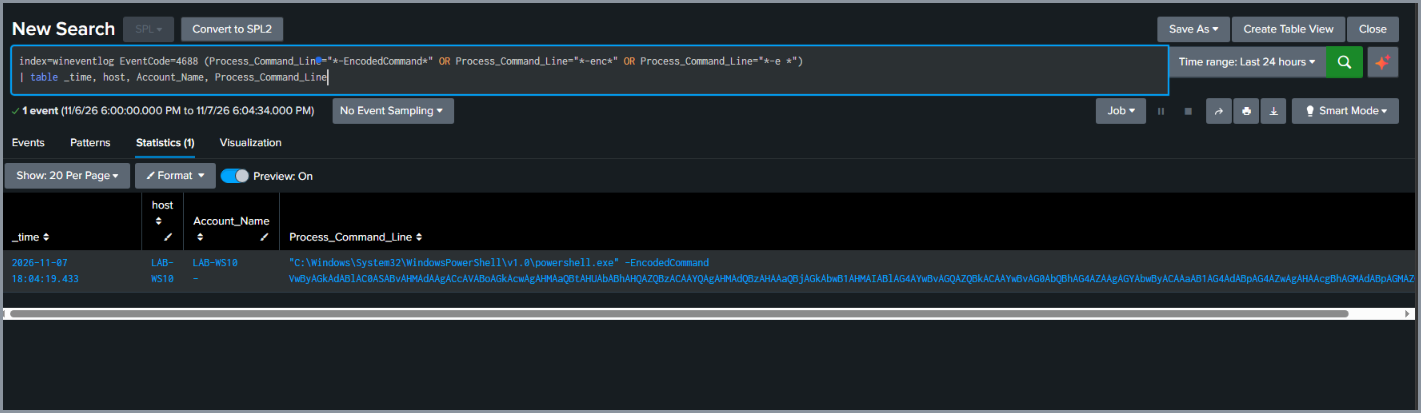 New Search SPL Convert to SPL2 Save As Create Table View Close
index=wineventlog EventCode=4688 (Process_Command_Line="*-EncodedCommand*" OR Process_Command_Line="*-enc*" OR Process_Command_Line="*-e *")
| table _time, host, Account_Name, Process_Command_Line
Time range: Last 24 hours
1 event (11/6/26 6:00:00.000 PM to 11/7/26 6:04:34.000 PM) No Event Sampling Job Smart Mode
Events Patterns Statistics (1) Visualization
Show: 20 Per Page Format Preview: On
_time host Account_Name Process_Command_Line
2026-11-07 LAB- LAB-WS10 "C:\Windows\System32\WindowsPowerShell\v1.0\powershell.exe" -EncodedCommand
18:04:19.433 WS10 -